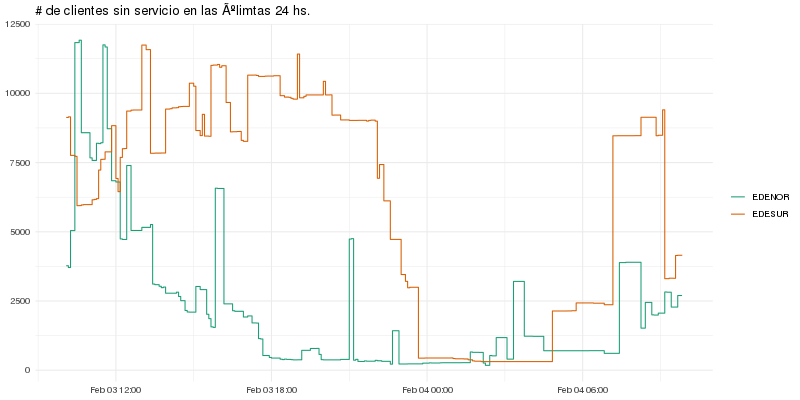 # de clientes sin servicio en las Ãºlimtas 24 hs.
12500
10000
7500
5000
2500
0
Feb 03 12:00
Feb 03 18:00
Feb 04 00:00
Feb 04 06:00
EDENOR
EDESUR